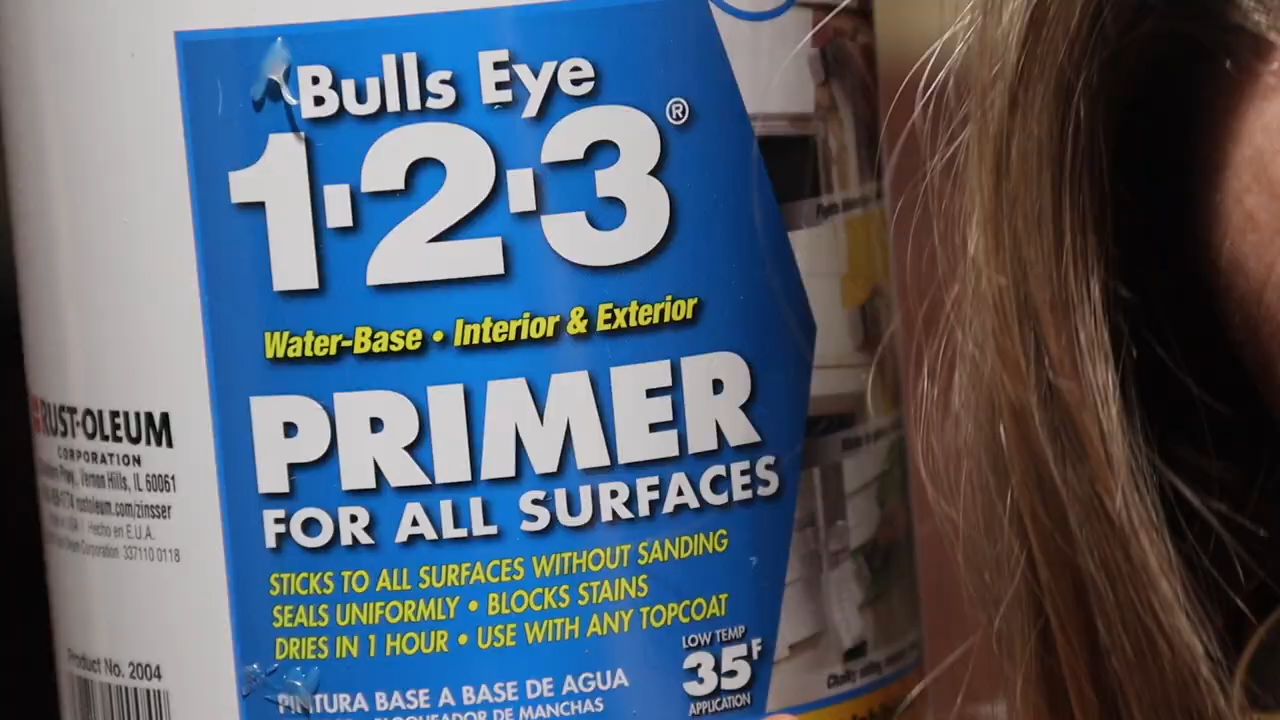 Bulls Eye
1·2·3®
Water-Base • Interior & Exterior
PRIMER
FOR ALL SURFACES
STICKS TO ALL SURFACES WITHOUT SANDING
SEALS UNIFORMLY • BLOCKS STAINS
DRIES IN 1 HOUR • USE WITH ANY TOPCOAT
LOW TEMP
35F
APPLICATION
PINTURA BASE A BASE DE AGUA
BLOQUEADOR DE MANCHAS
RUST-OLEUM
CORPORATION
Pkwy., Vernon Hills, IL 60061
rustoleum.com/zinsser
Hecho en E.U.A.
Corporation 337110 0118
Product No. 2004